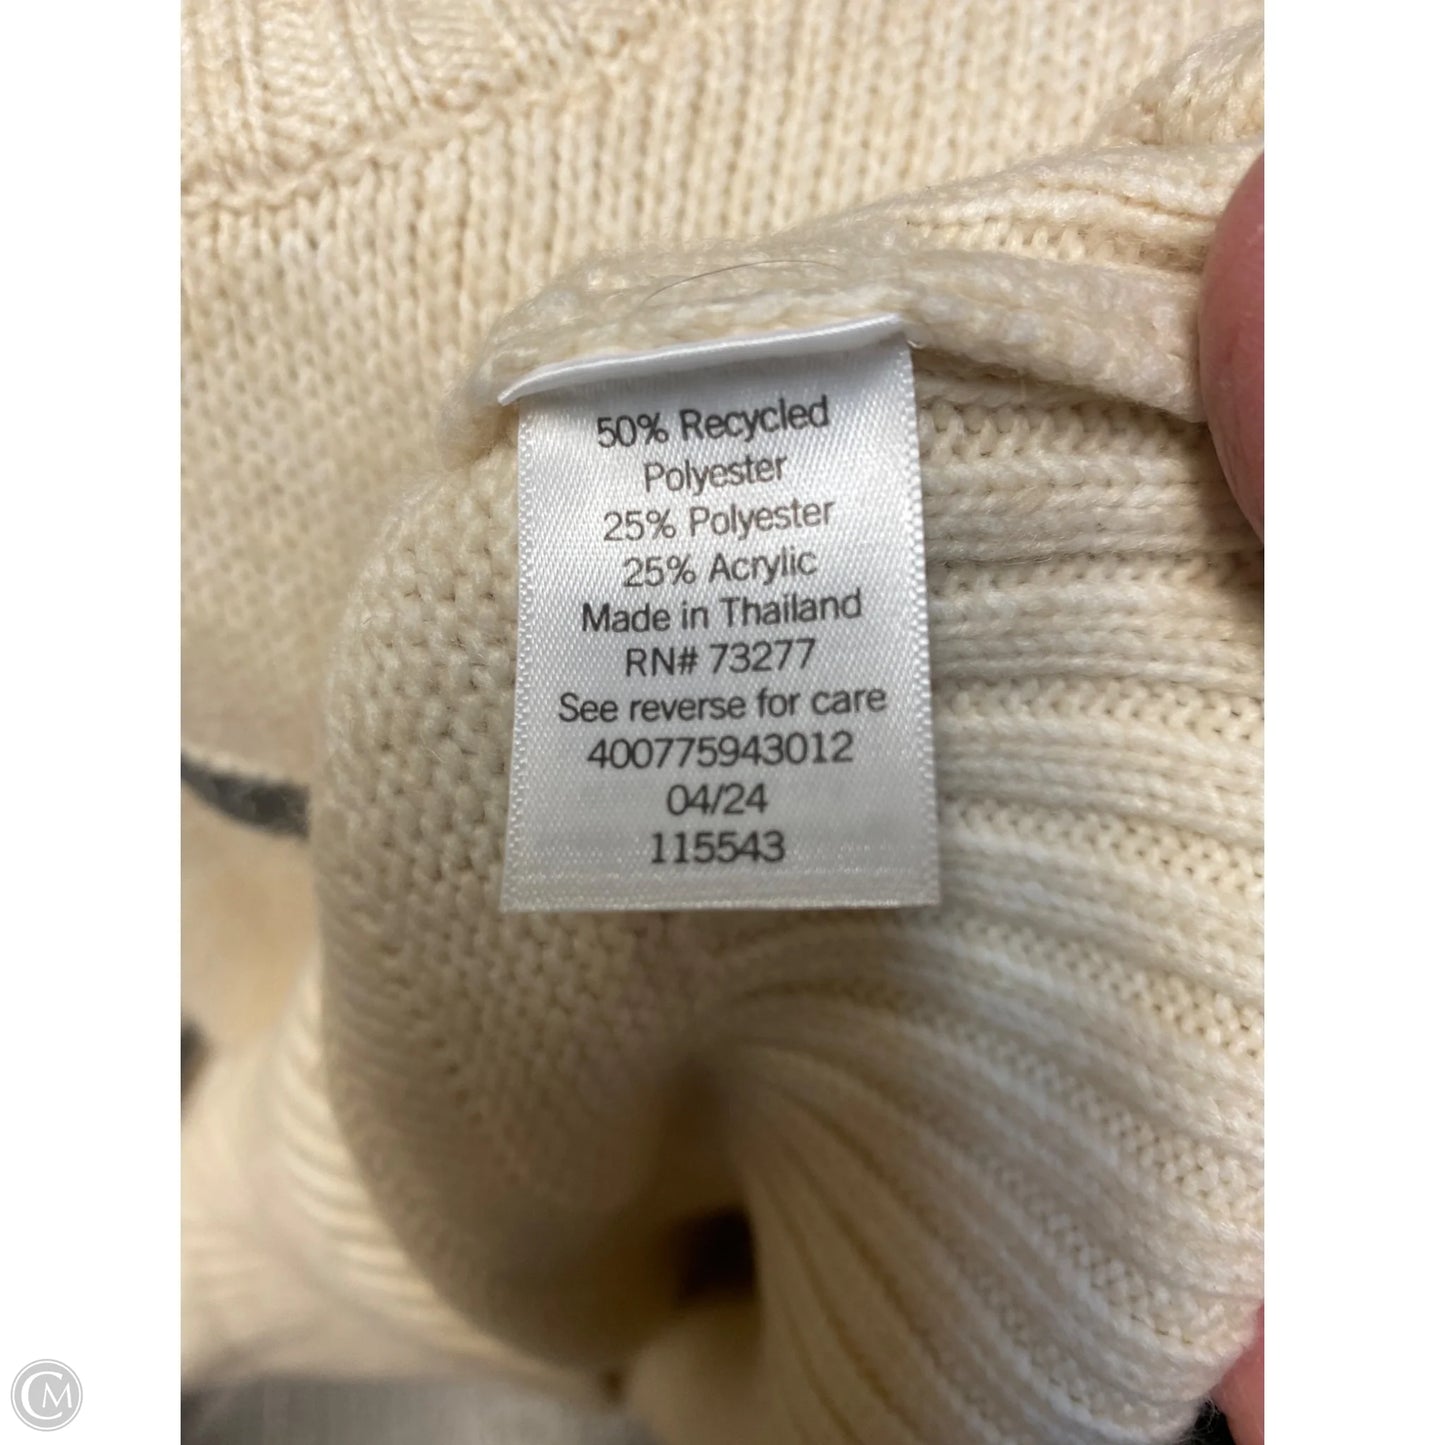 50% Recycled
Polyester
25% Polyester
25% Acrylic
Made in Thailand
RN# 73277
See reverse for care
400775943012
04/24
115543
CM